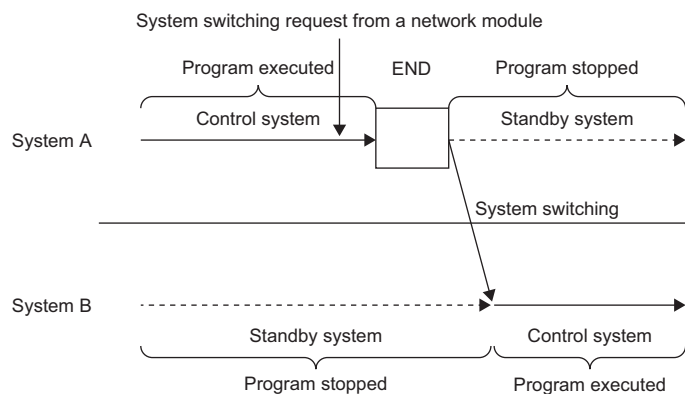 System switching request from a network module
Program executed
END
Program stopped
Control system
Standby system
System A
System switching
System B
Standby system
Control system
Program stopped
Program executed